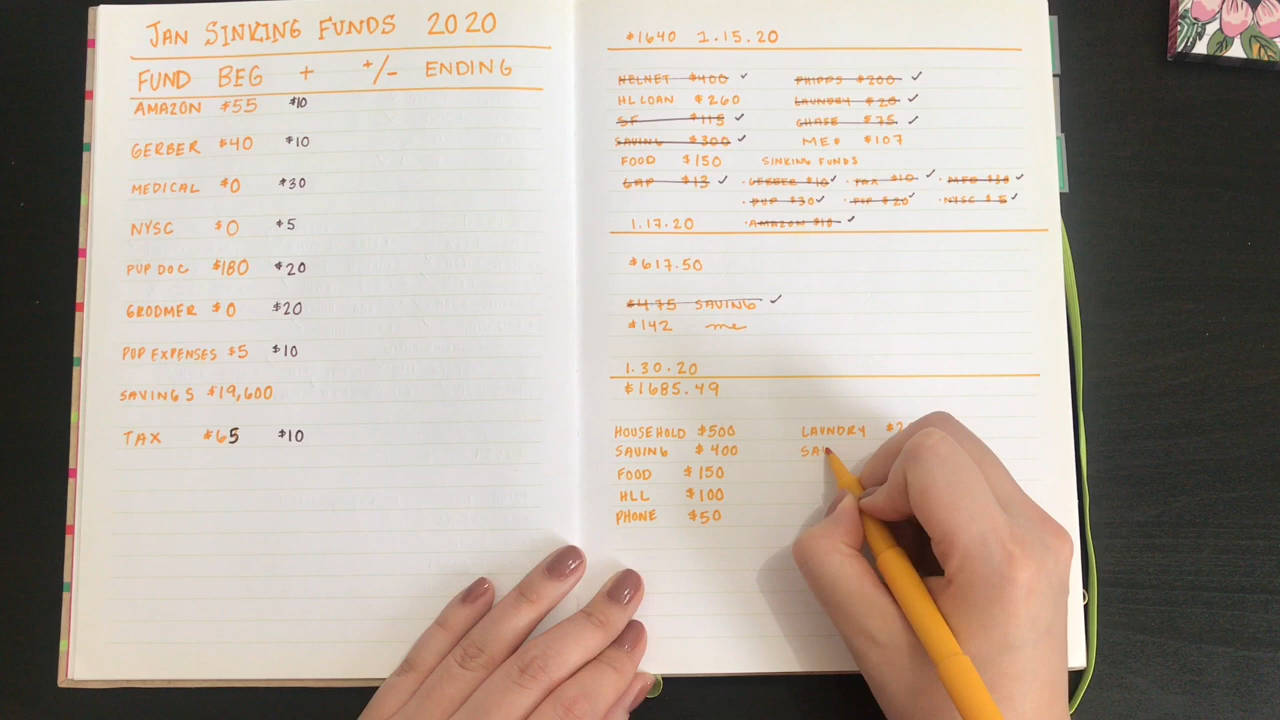 JAN SINKING FUNDS 2020
FUND BEG + +/- ENDING
AMAZON $55 $10
GERBER $40 $10
MEDICAL $0 $30
NYSC $0 $5
PUP DOC $180 $20
GROOMER $0 $20
PUP EXPENSES $5 $10
SAVINGS $19,600
TAX $65 $10
$1640 1.15.20
NELNET $400 ✓ PHIPPS $200 ✓
HL LOAN $260 LAUNDRY $20 ✓
SF $115 ✓ CHASE $75 ✓
SAVING $300 ✓ ME $107
FOOD $150 SINKING FUNDS
GAP $13 ✓ · GERBER $10 ✓ · TAX $10 ✓ · MED $30 ✓
· PUP $30 ✓ · PUP $20 ✓ · NYSC $5 ✓
1.17.20 · AMAZON $10 ✓
$617.50
$475 SAVING ✓
$142 me
1.30.20
$1685.49
HOUSEHOLD $500 LAUNDRY
SAVING $400
FOOD $150
HLL $100
PHONE $50